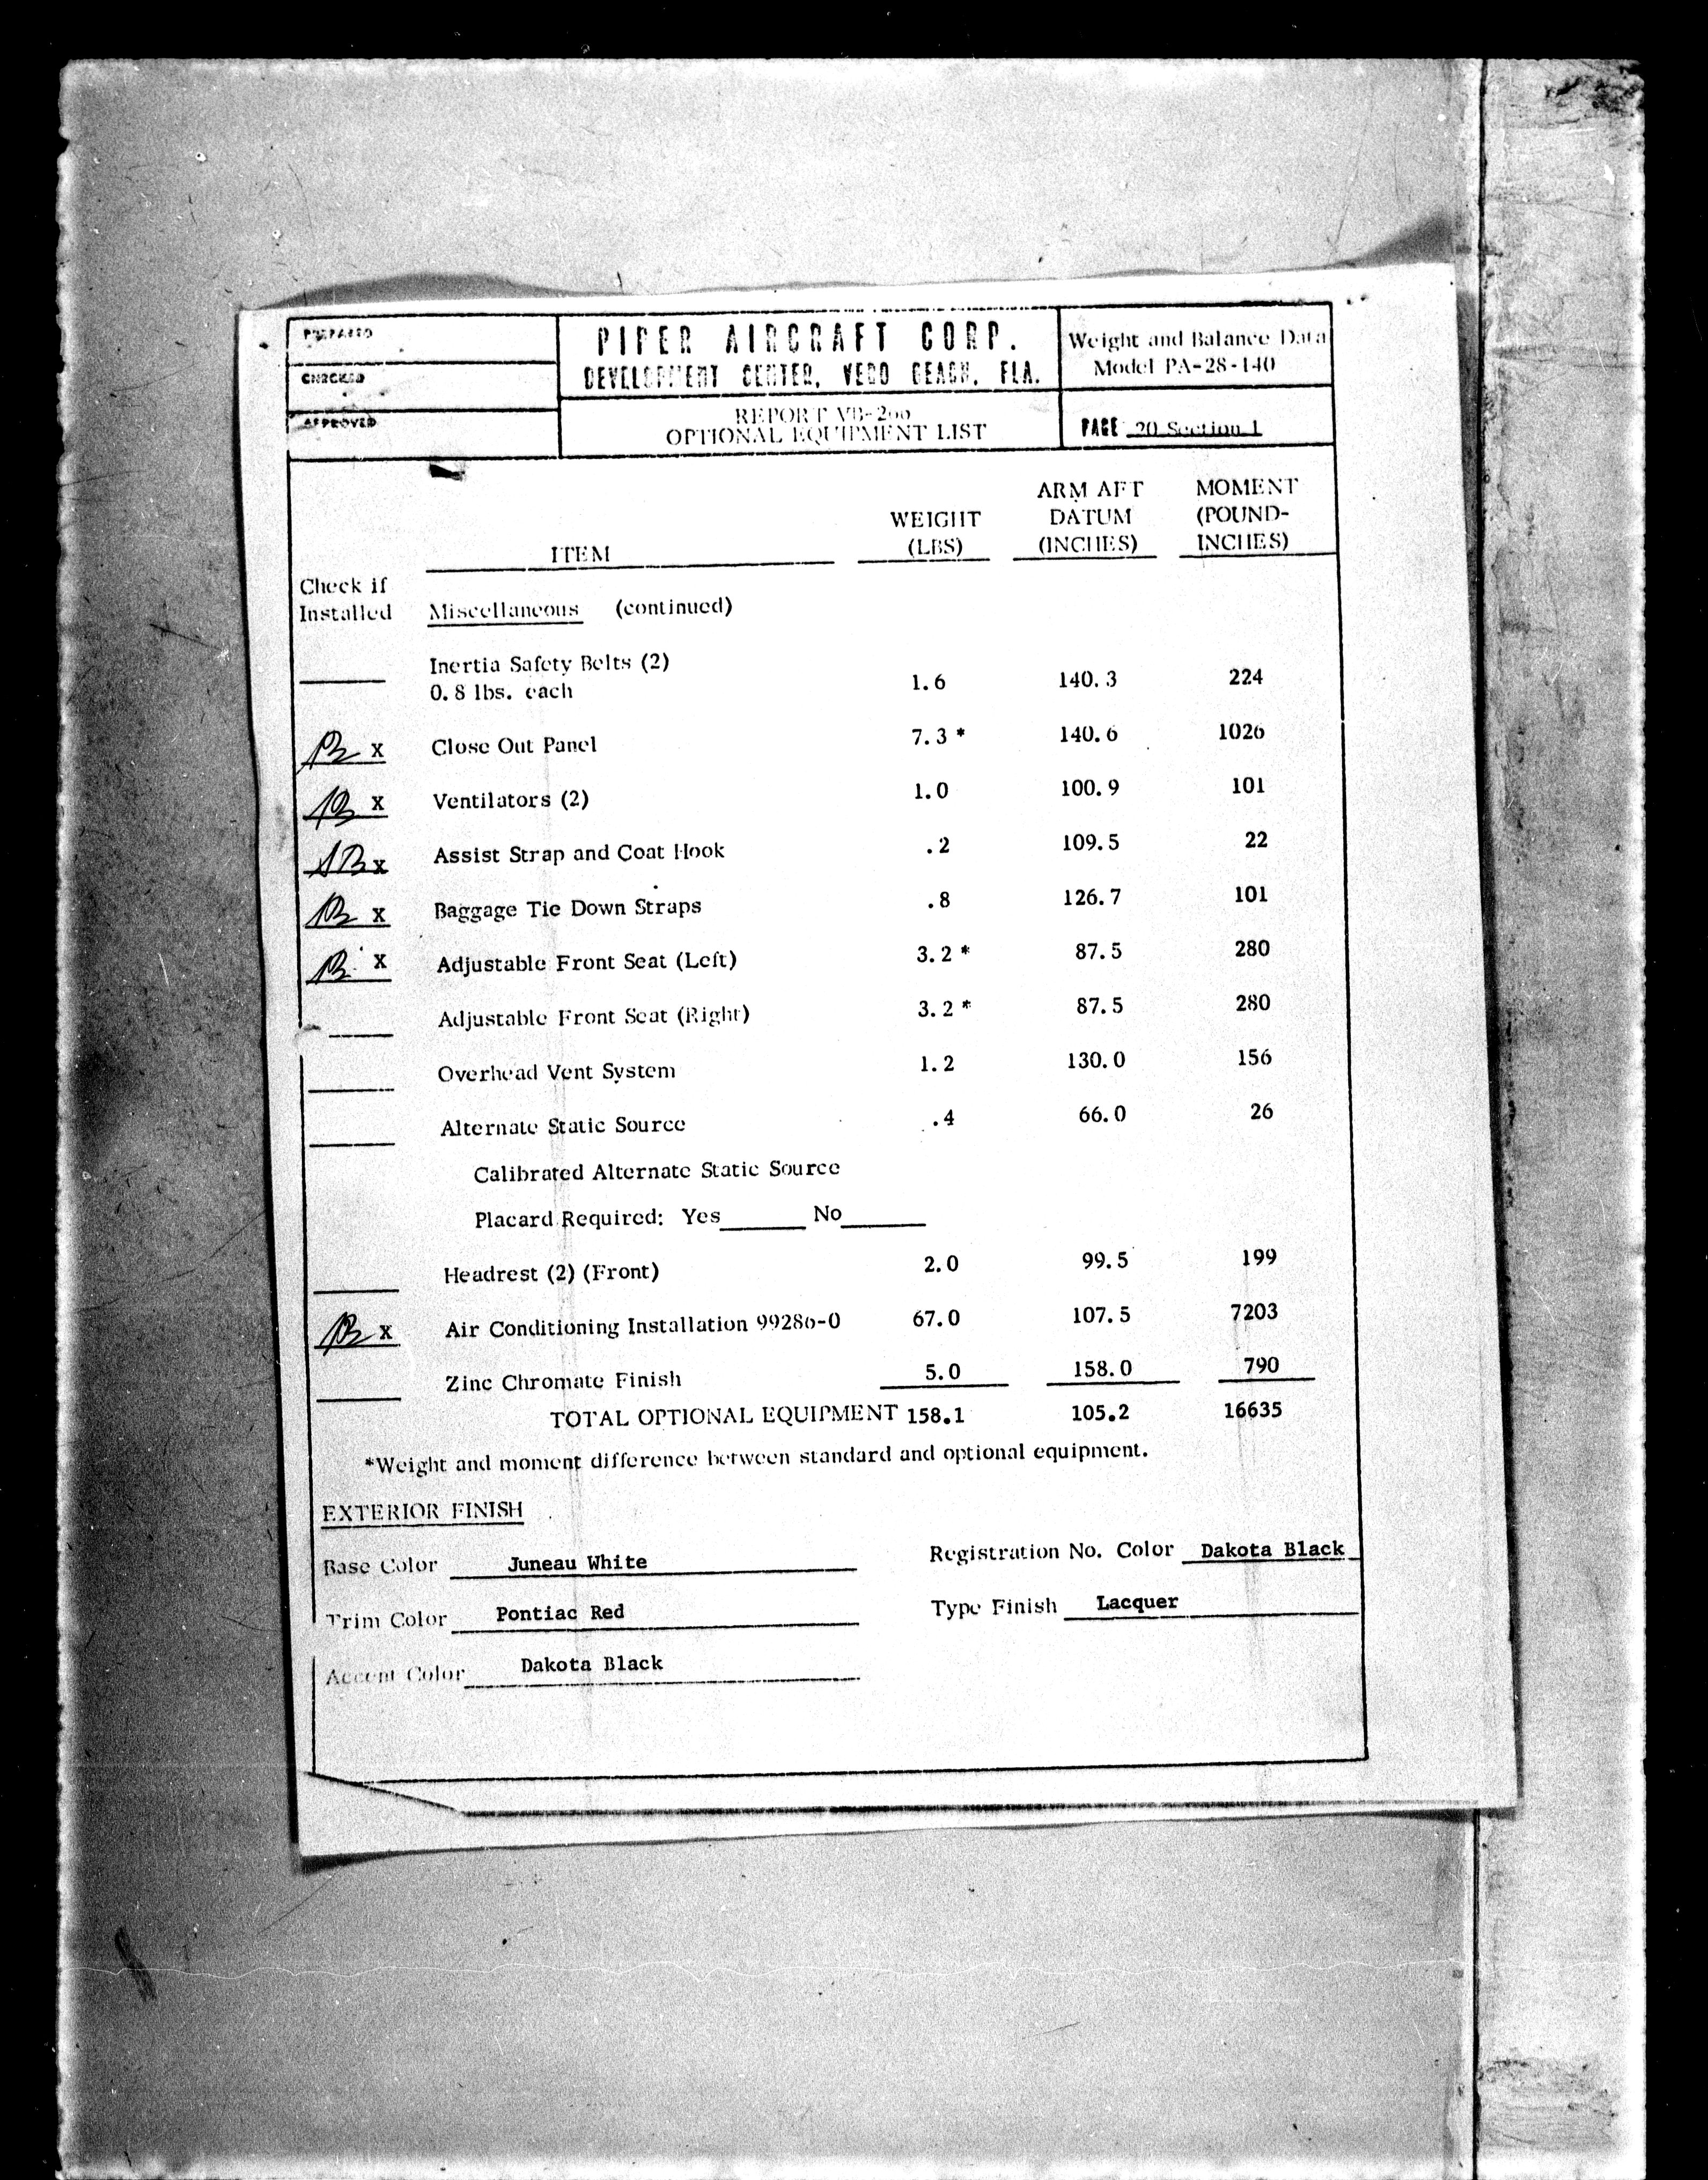 PREPARED
CHECKED
APPROVED
PIPER AIRCRAFT CORP.
DEVELOPMENT CENTER, VERO BEACH, FLA.
REPORT VB-206
OPTIONAL EQUIPMENT LIST
Weight and Balance Data
Model PA-28-140
PAGE 20 Section 1
ITEM WEIGHT (LBS) ARM AFT DATUM (INCHES) MOMENT (POUND-INCHES)
Check if
Installed Miscellaneous (continued)
Inertia Safety Belts (2)
0.8 lbs. each 1.6 140.3 224
X Close Out Panel 7.3 * 140.6 1026
X Ventilators (2) 1.0 100.9 101
X Assist Strap and Coat Hook .2 109.5 22
X Baggage Tie Down Straps .8 126.7 101
X Adjustable Front Seat (Left) 3.2 * 87.5 280
Adjustable Front Seat (Right) 3.2 * 87.5 280
Overhead Vent System 1.2 130.0 156
Alternate Static Source .4 66.0 26
Calibrated Alternate Static Source
Placard Required: Yes No
Headrest (2) (Front) 2.0 99.5 199
X Air Conditioning Installation 99286-0 67.0 107.5 7203
Zinc Chromate Finish 5.0 158.0 790
TOTAL OPTIONAL EQUIPMENT 158.1 105.2 16635
*Weight and moment difference between standard and optional equipment.
EXTERIOR FINISH
Base Color Juneau White Registration No. Color Dakota Black
Trim Color Pontiac Red Type Finish Lacquer
Accent Color Dakota Black